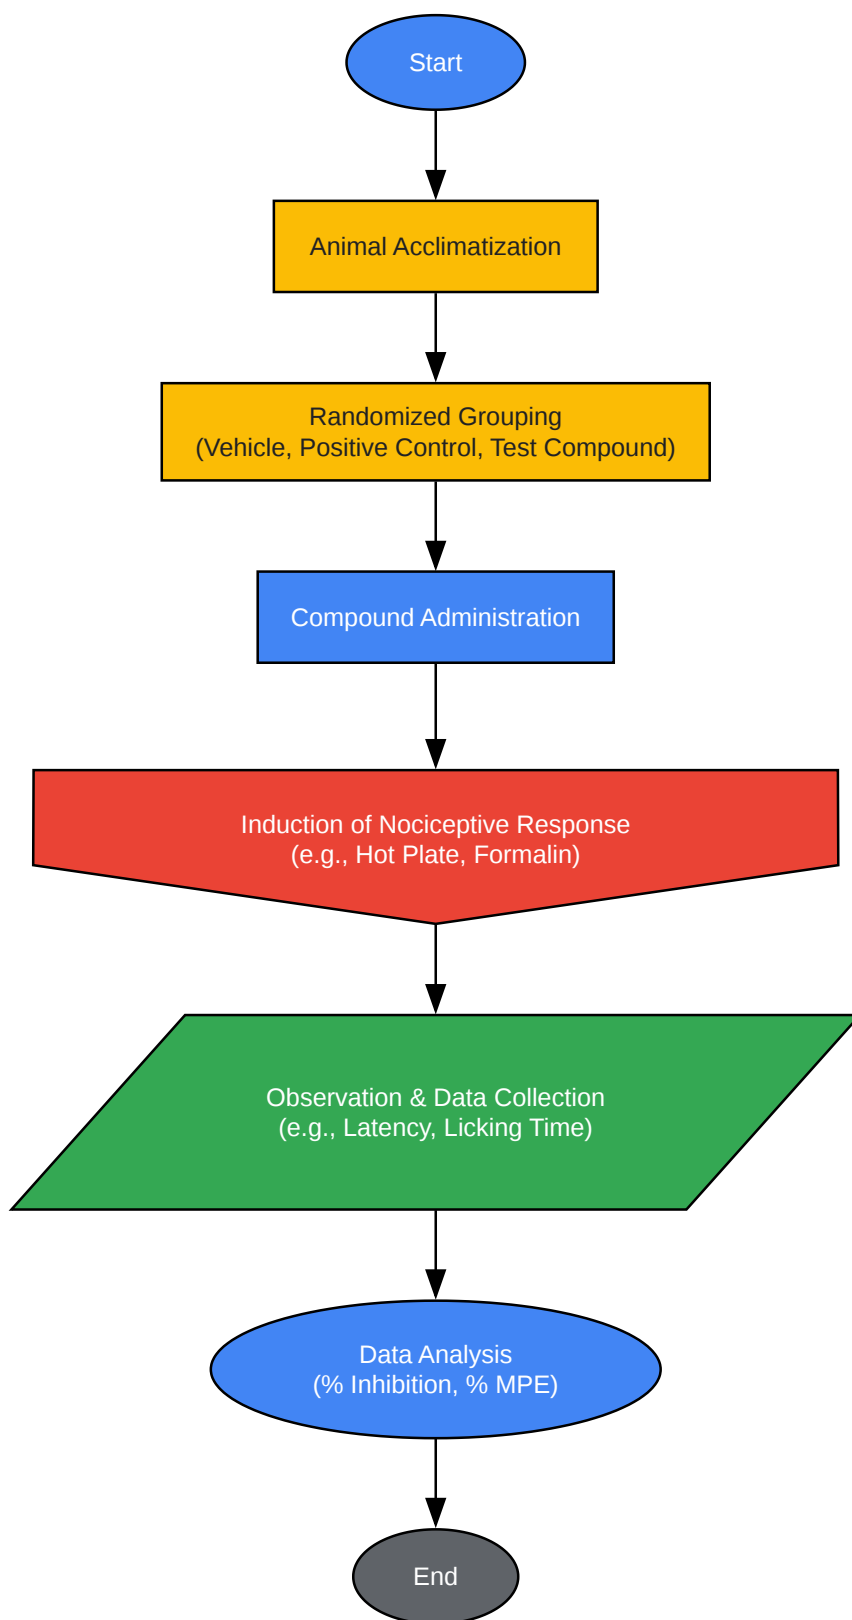 Start
Animal Acclimatization
Randomized Grouping
(Vehicle, Positive Control, Test Compound)
Compound Administration
Induction of Nociceptive Response
(e.g., Hot Plate, Formalin)
Observation & Data Collection
(e.g., Latency, Licking Time)
Data Analysis
(% Inhibition, % MPE)
End